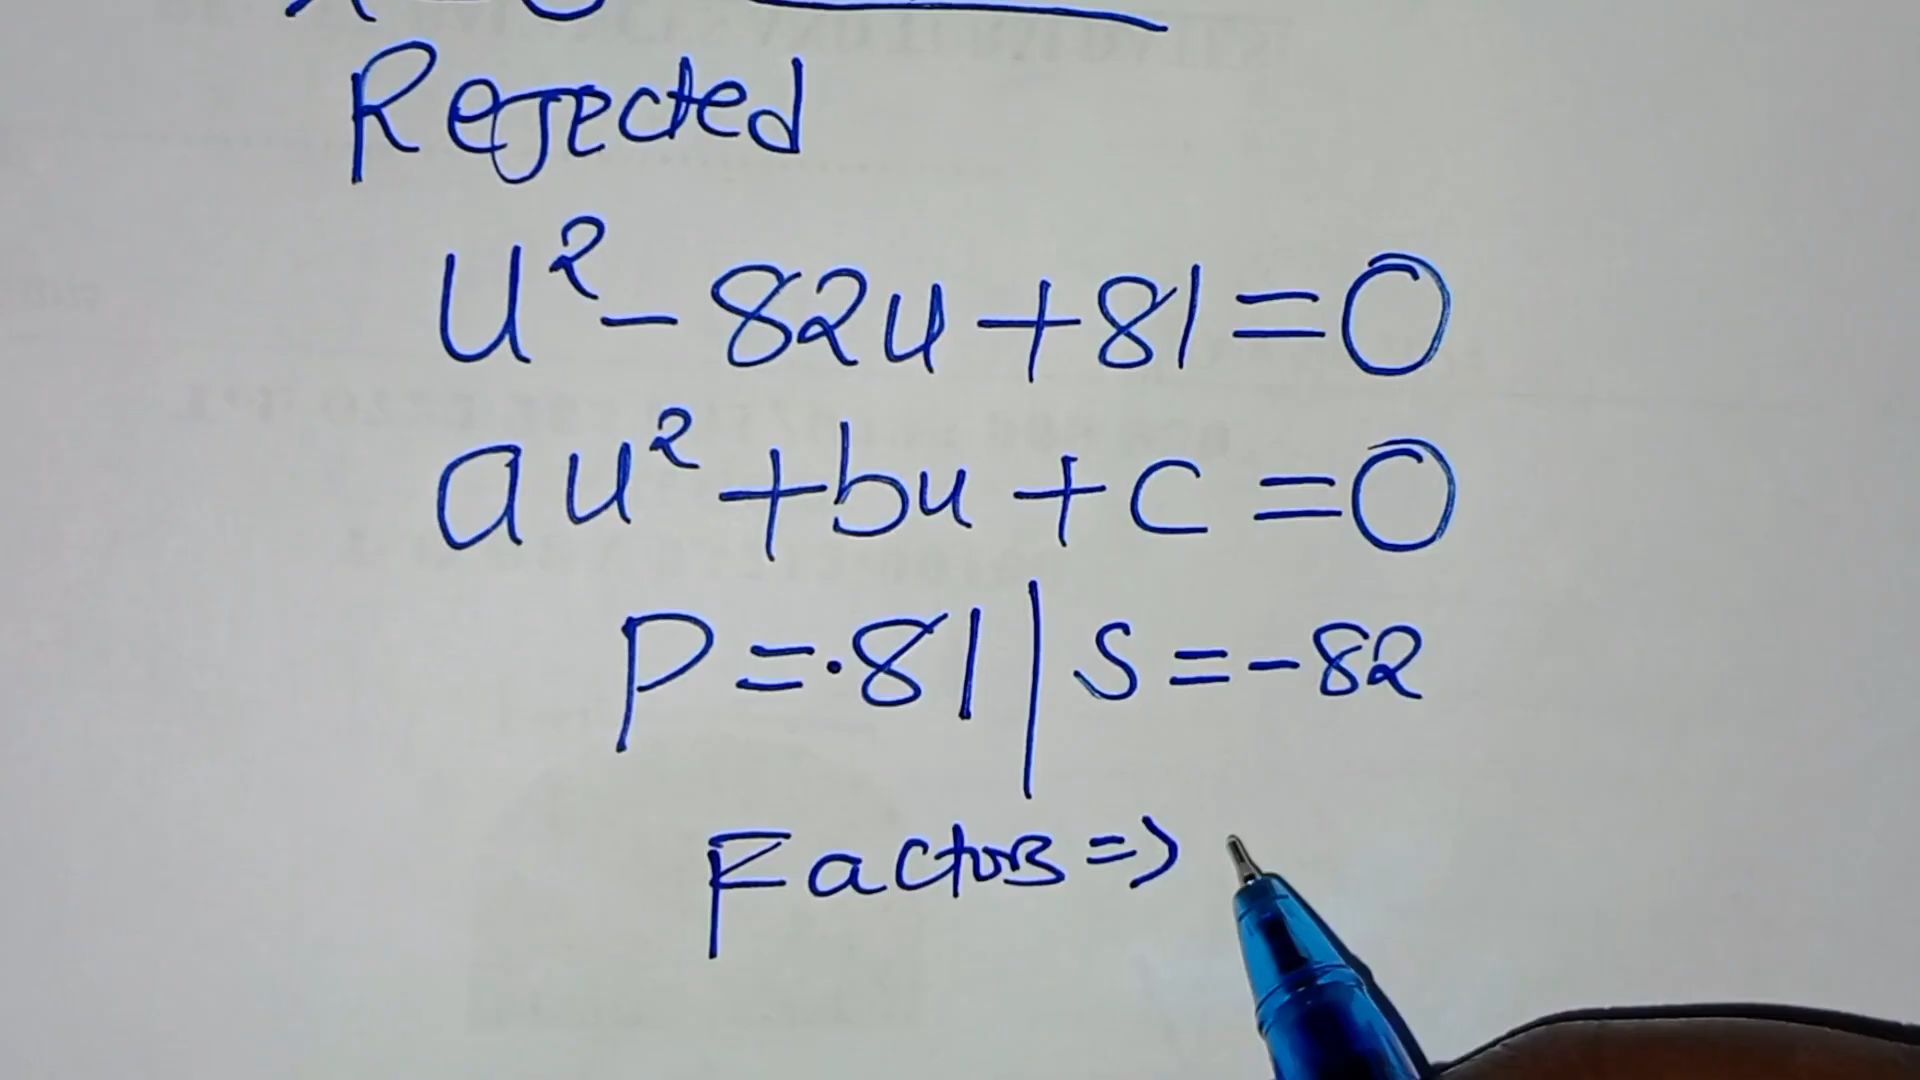 Rejected
u² - 82u + 81 = 0
au² + bu + c = 0
P = .81 | S = -82
Factors =>